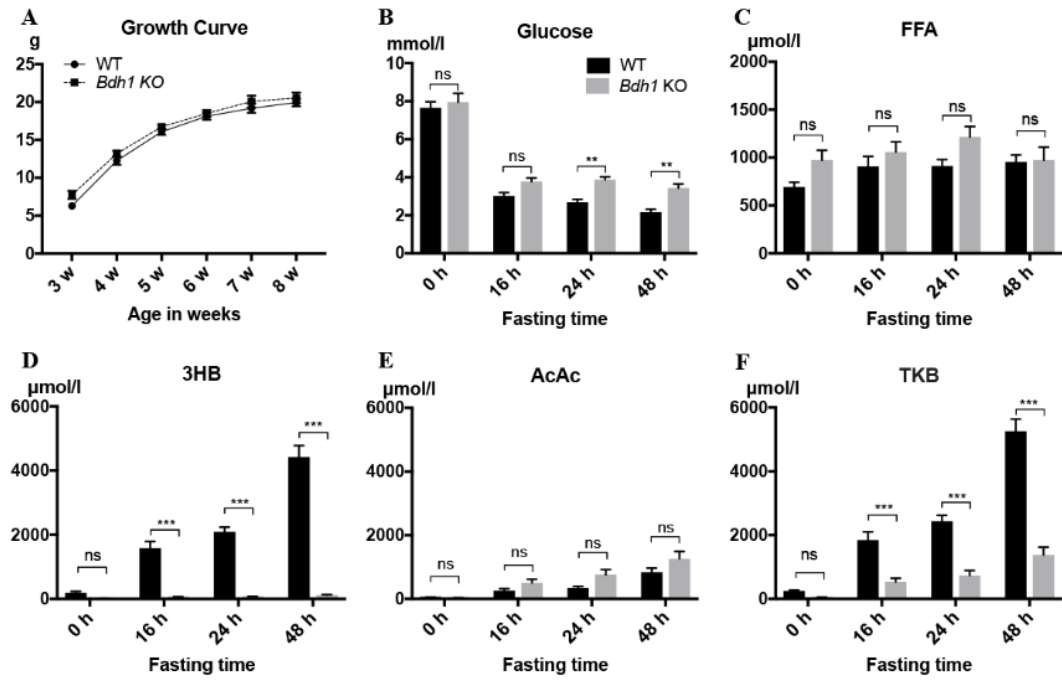 A
Growth Curve
g
WT
Bdh1 KO
25
20
15
10
5
0
3 w
4 w
5 w
6 w
7 w
8 w
Age in weeks
B
Glucose
mmol/l
WT
Bdh1 KO
10
8
6
4
2
0
ns
ns
**
**
0 h
16 h
24 h
48 h
Fasting time
C
FFA
µmol/l
2000
1500
1000
500
0
ns
ns
ns
ns
0 h
16 h
24 h
48 h
Fasting time
D
3HB
µmol/l
6000
4000
2000
0
ns
***
***
***
0 h
16 h
24 h
48 h
Fasting time
E
AcAc
µmol/l
6000
4000
2000
0
ns
ns
ns
ns
0 h
16 h
24 h
48 h
Fasting time
F
TKB
µmol/l
6000
4000
2000
0
ns
***
***
***
0 h
16 h
24 h
48 h
Fasting time